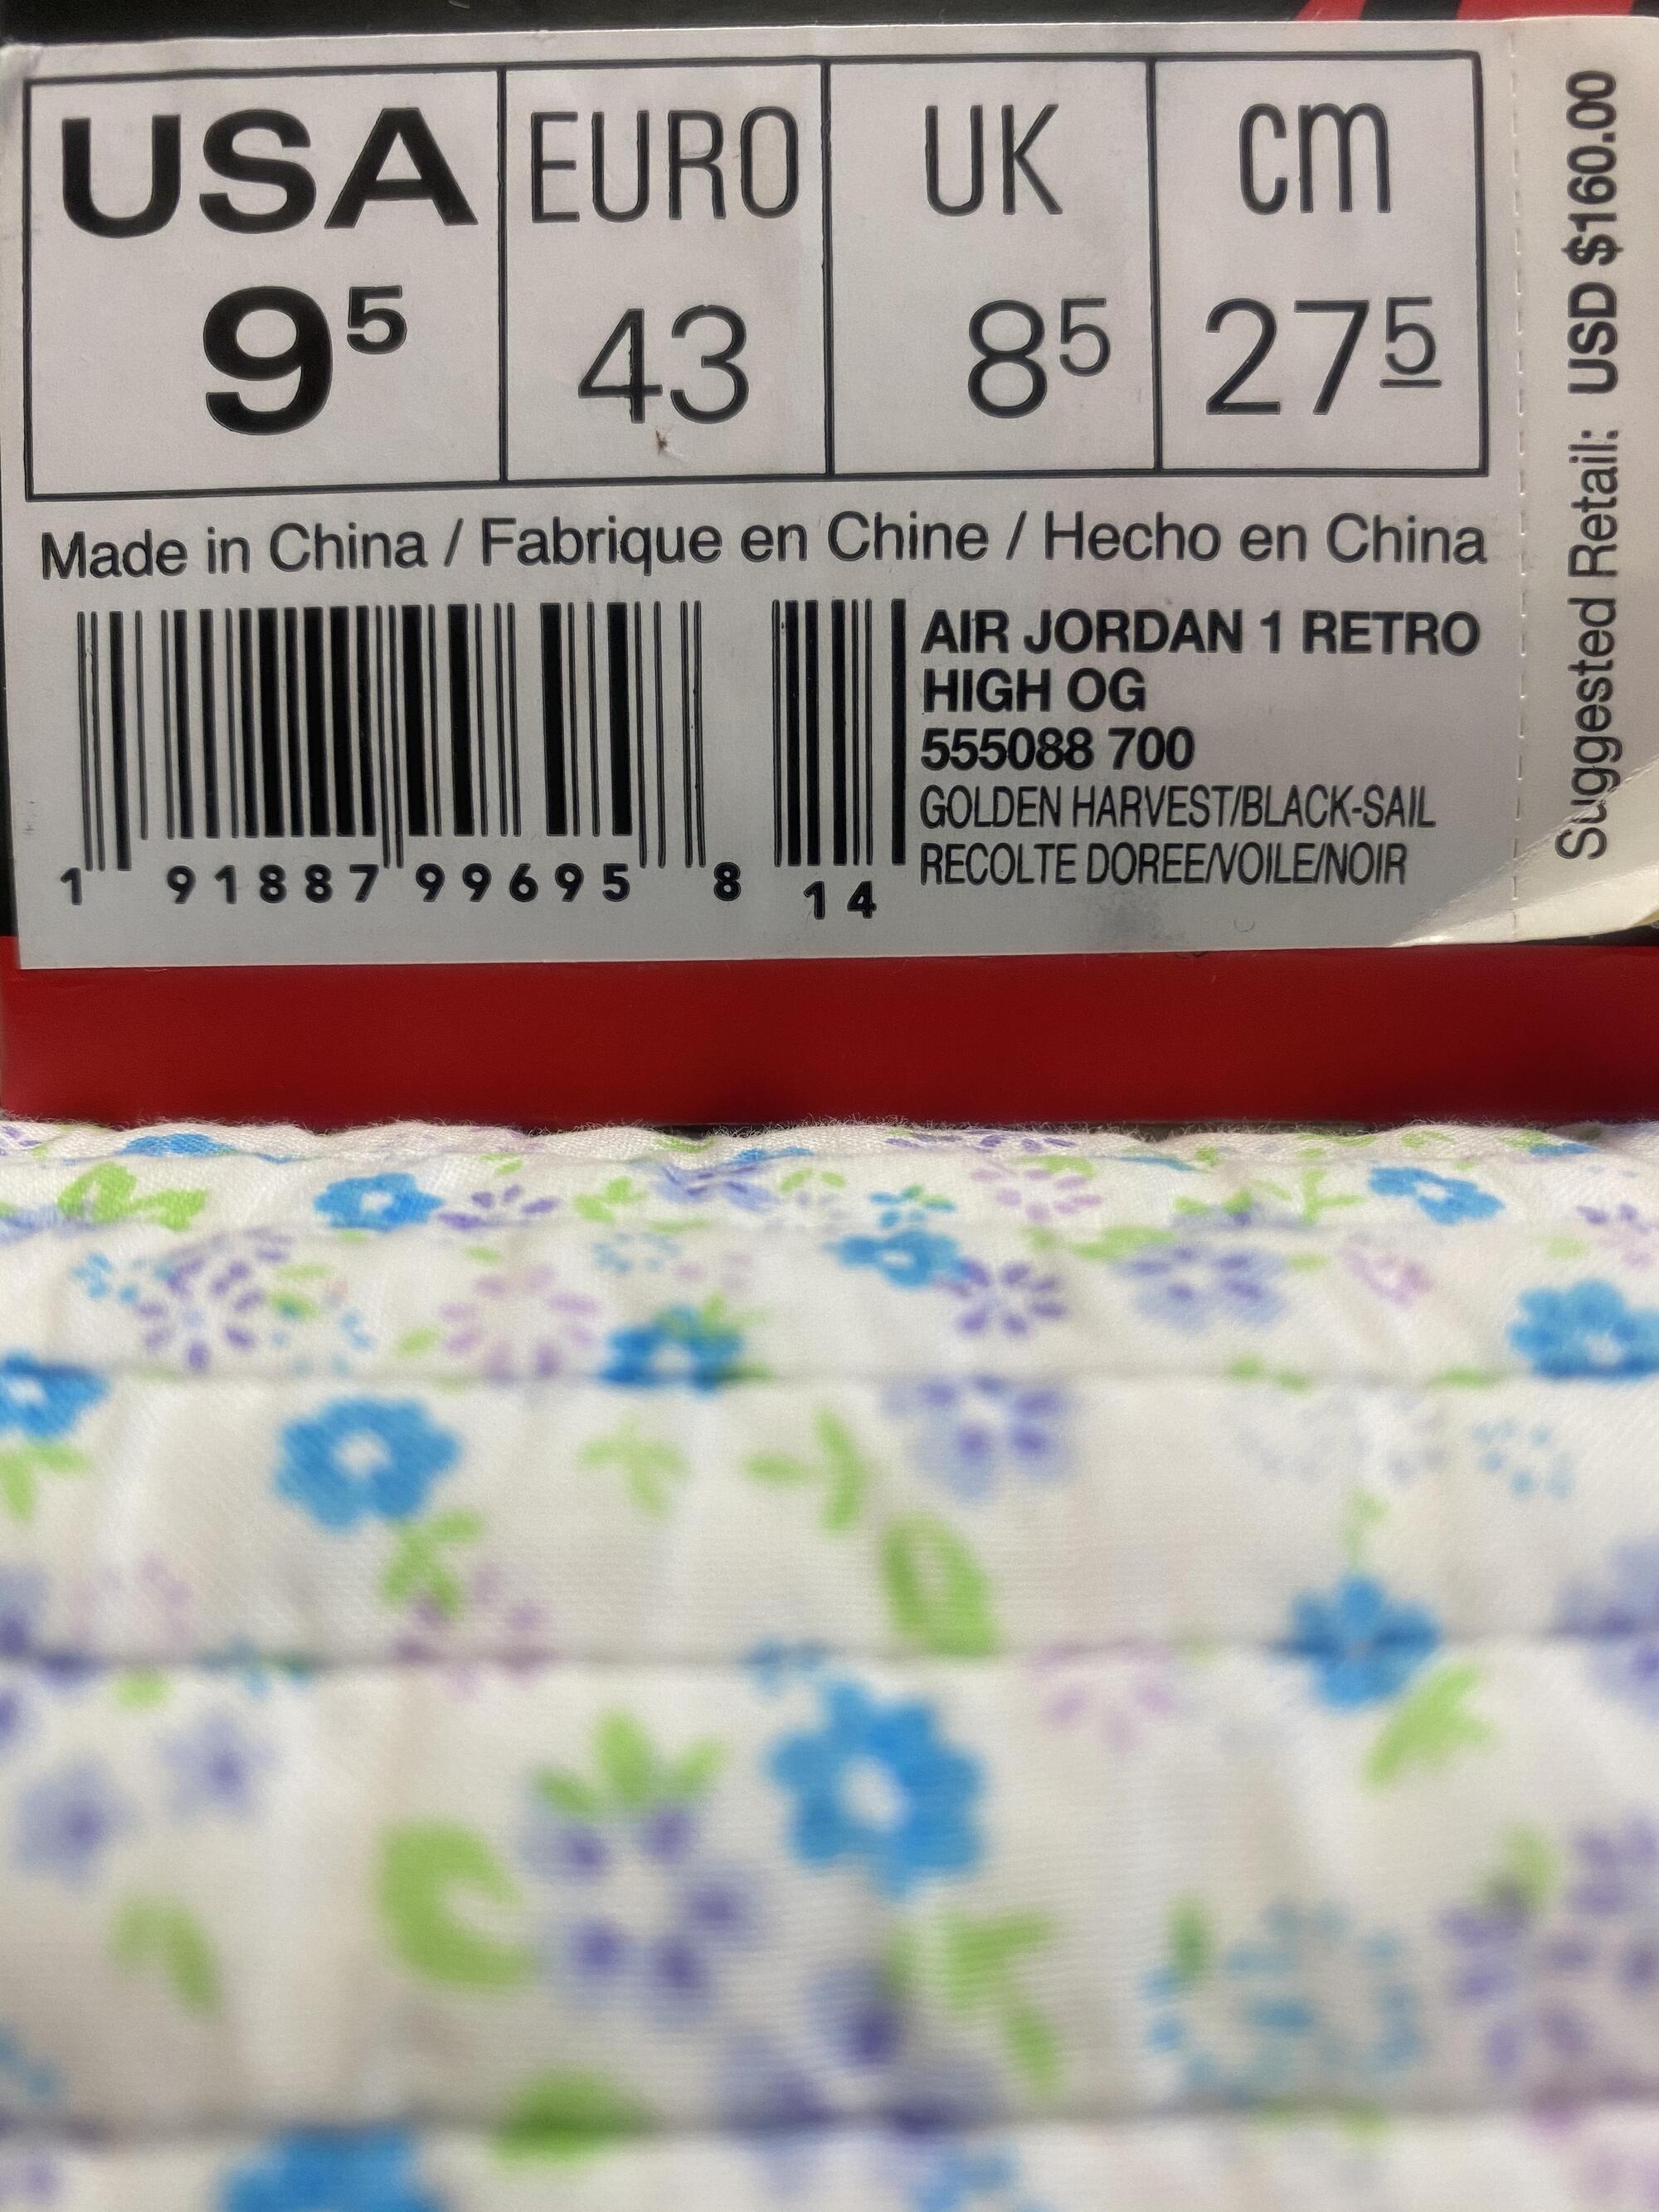 USA EURO UK cm
9⁵ 43 8⁵ 27⁵
Made in China / Fabrique en Chine / Hecho en China
AIR JORDAN 1 RETRO
HIGH OG
555088 700
GOLDEN HARVEST/BLACK-SAIL
RECOLTE DOREE/VOILE/NOIR
1 91887 99695 8 14
Suggested Retail: USD $160.00